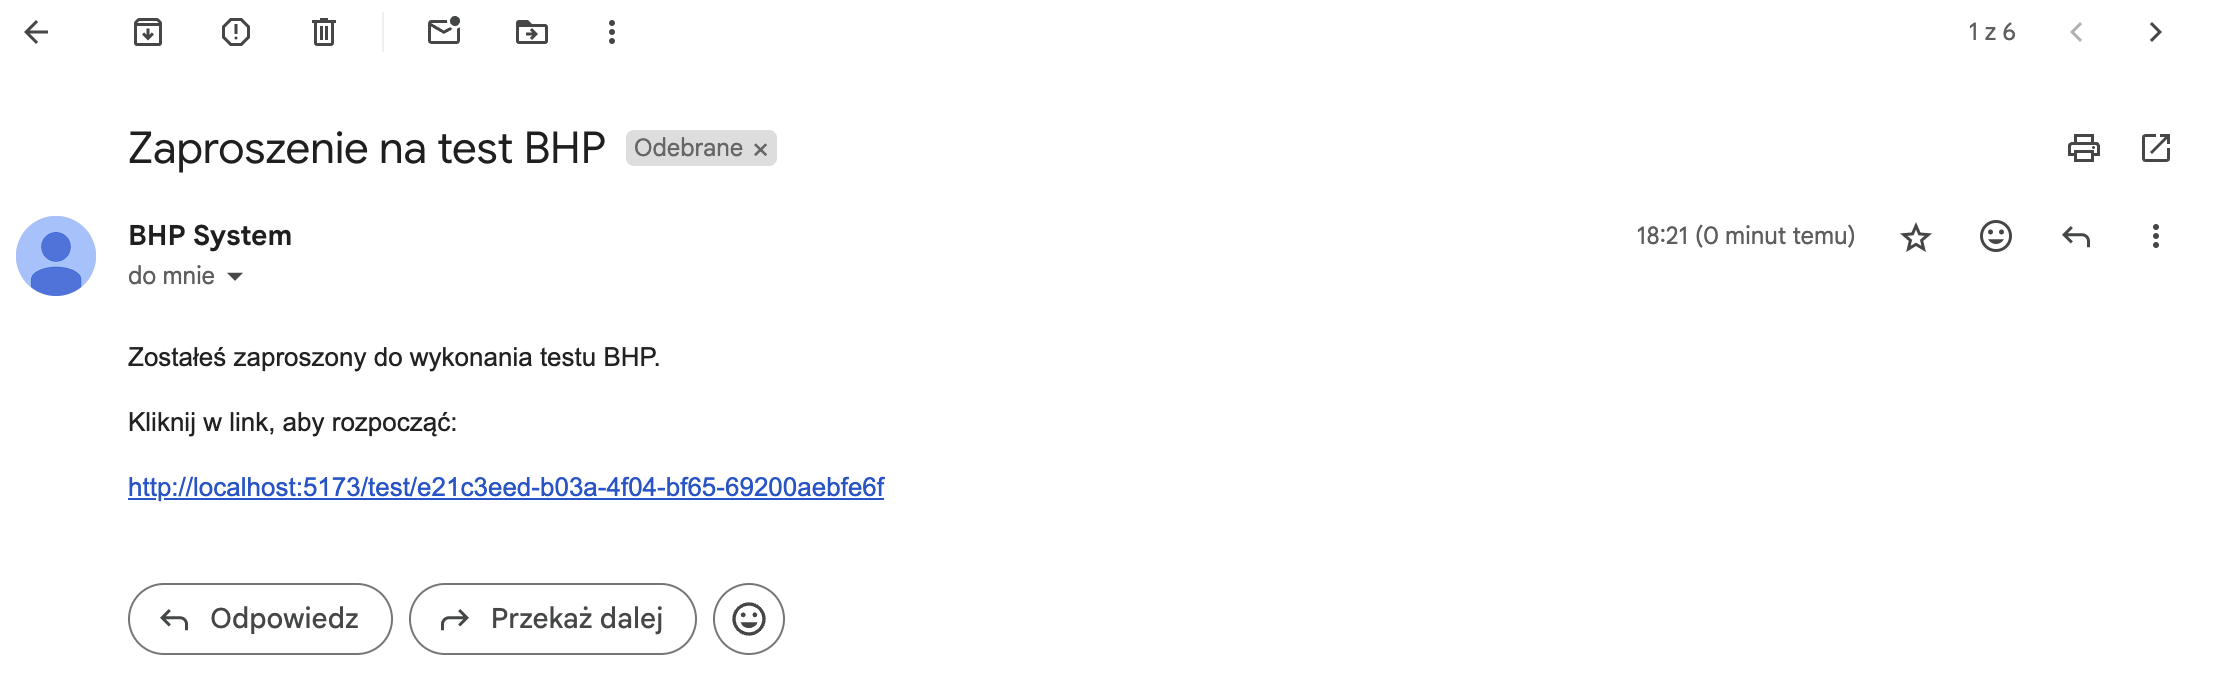 1 z 6
Zaproszenie na test BHP Odebrane ×
BHP System
18:21 (0 minut temu)
do mnie
Zostałeś zaproszony do wykonania testu BHP.
Kliknij w link, aby rozpocząć:
http://localhost:5173/test/e21c3eed-b03a-4f04-bf65-69200aebfe6f
Odpowiedz
Przekaż dalej